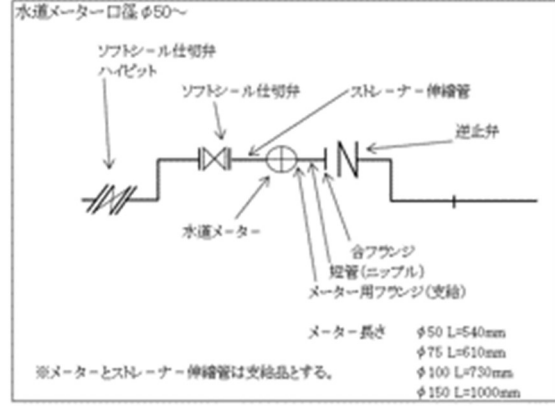 水道メーター口径φ50～
ソフトシール仕切弁
ハイピット
ソフトシール仕切弁
ストレーナー伸縮管
逆止弁
水道メーター
合フランジ
短管(ニップル)
メーター用フランジ(支給)
メーター長さ φ50 L=540mm
φ75 L=610mm
φ100 L=730mm
φ150 L=1000mm
※メーターとストレーナー伸縮管は支給品とする。